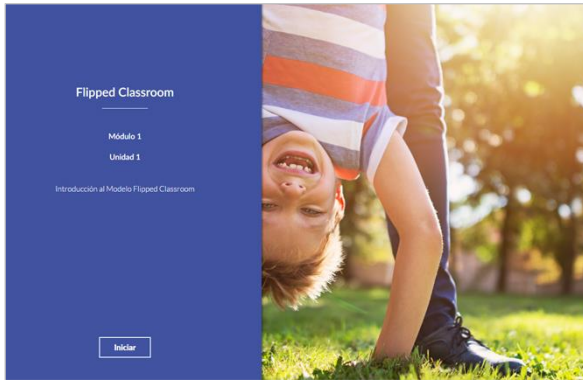 Flipped Classroom
Módulo 1
Unidad 1
Introducción al Modelo Flipped Classroom
Iniciar